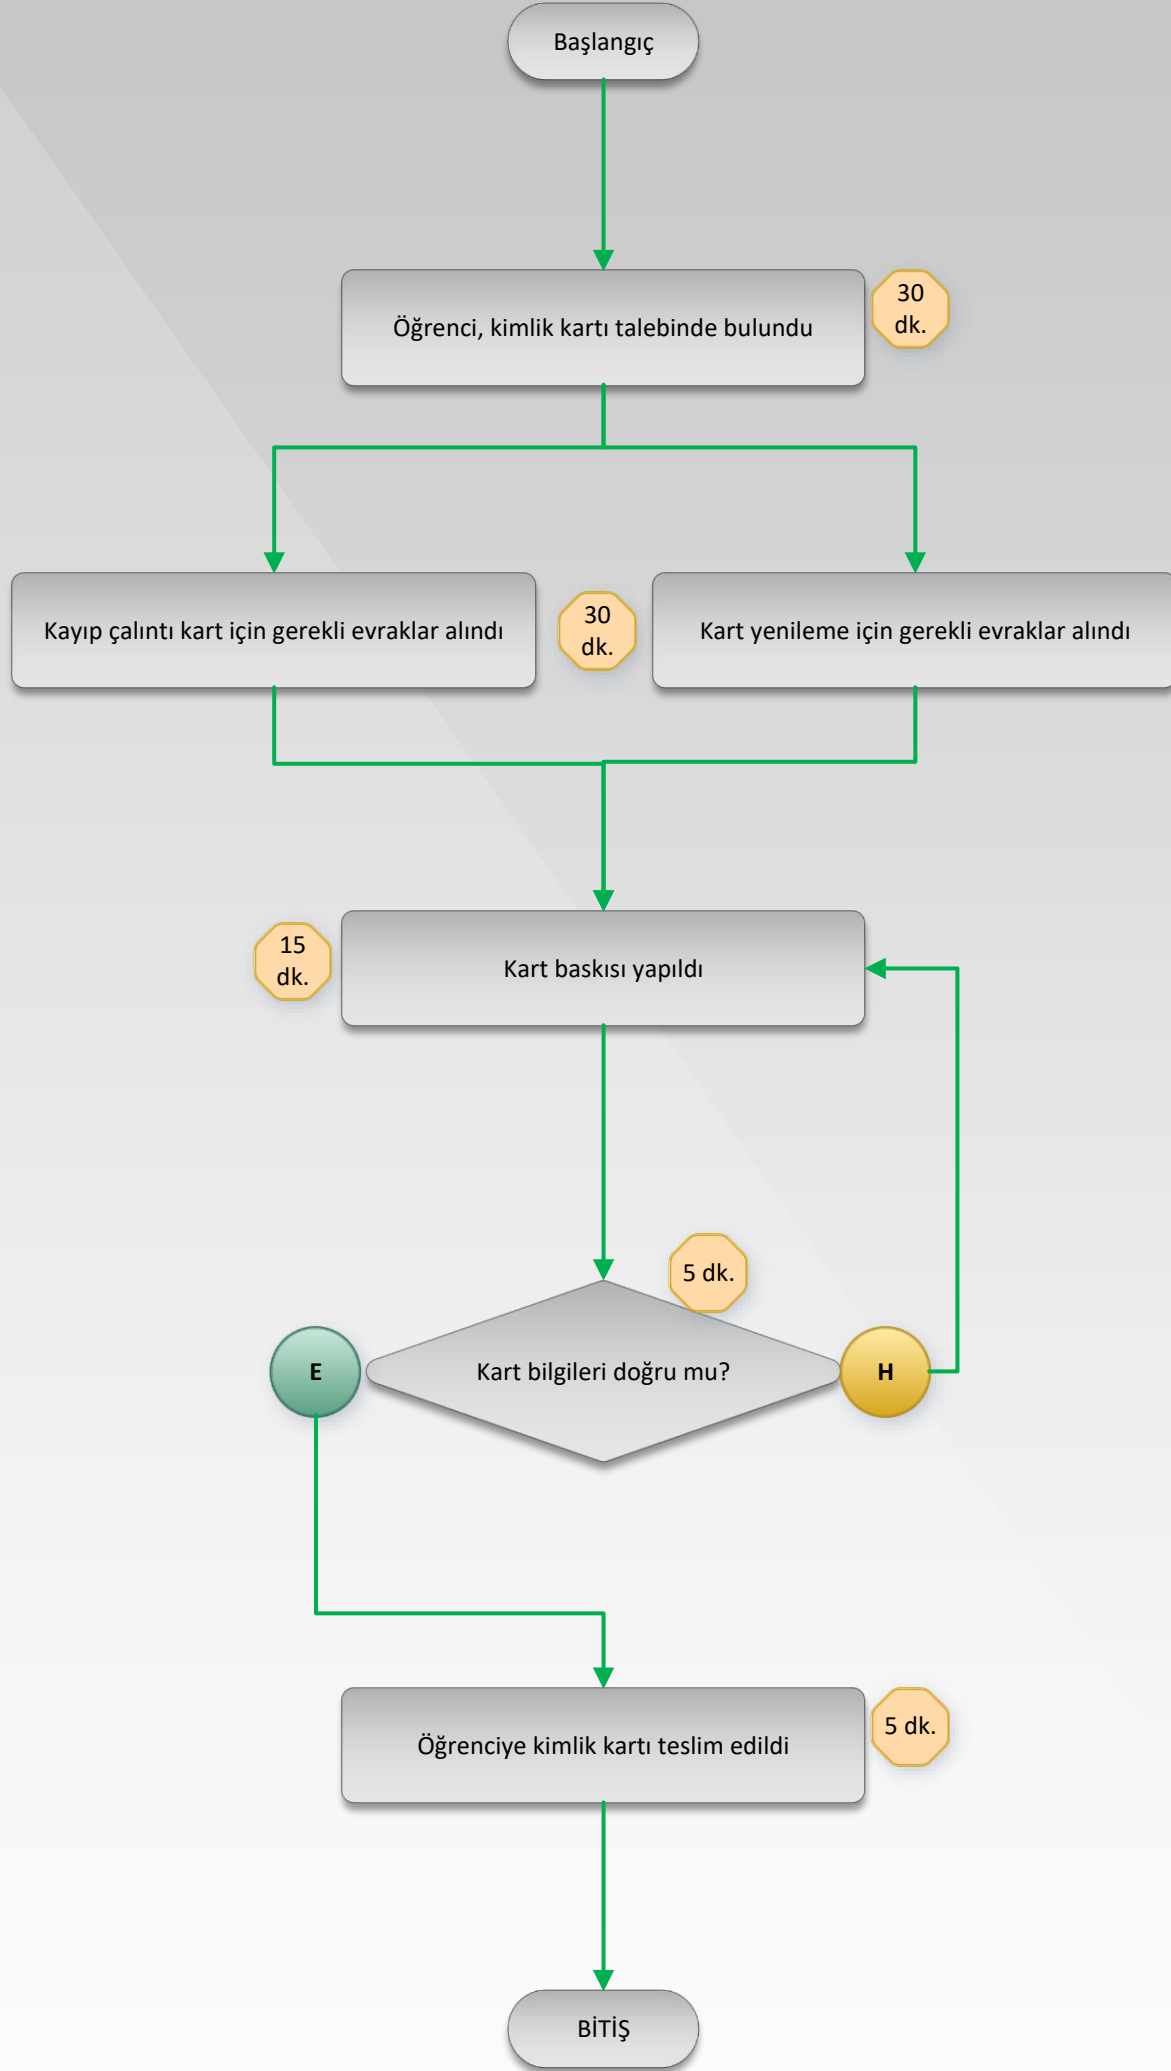 Başlangıç
Öğrenci, kimlik kartı talebinde bulundu
30
dk.
Kayıp çalıntı kart için gerekli evraklar alındı
30
dk.
Kart yenileme için gerekli evraklar alındı
15
dk.
Kart baskısı yapıldı
5 dk.
E
Kart bilgileri doğru mu?
H
Öğrenciye kimlik kartı teslim edildi
5 dk.
BİTİŞ